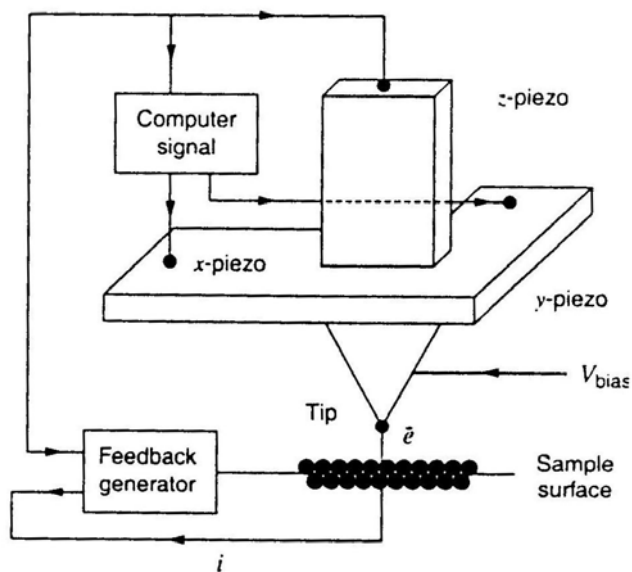 Computer
signal
z-piezo
x-piezo
y-piezo
V_bias
Tip
ē
Feedback
generator
Sample
surface
i